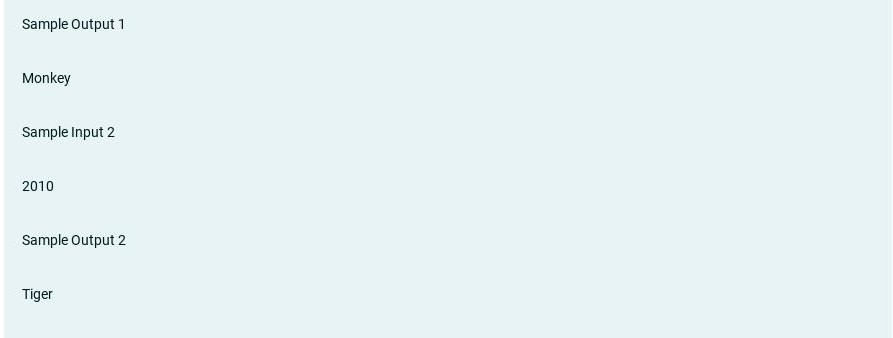 Sample Output 1
Monkey
Sample Input 2
2010
Sample Output 2
Tiger